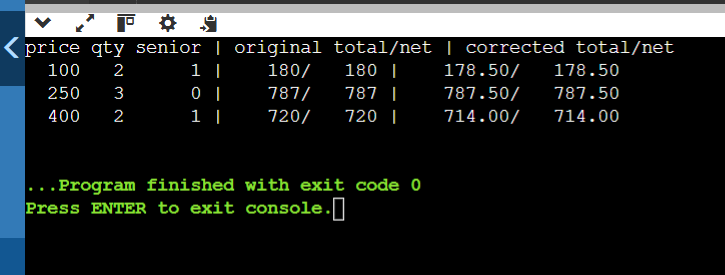 price qty senior | original total/net | corrected total/net
100 2 1 | 180/ 180 | 178.50/ 178.50
250 3 0 | 787/ 787 | 787.50/ 787.50
400 2 1 | 720/ 720 | 714.00/ 714.00
...Program finished with exit code 0
Press ENTER to exit console.